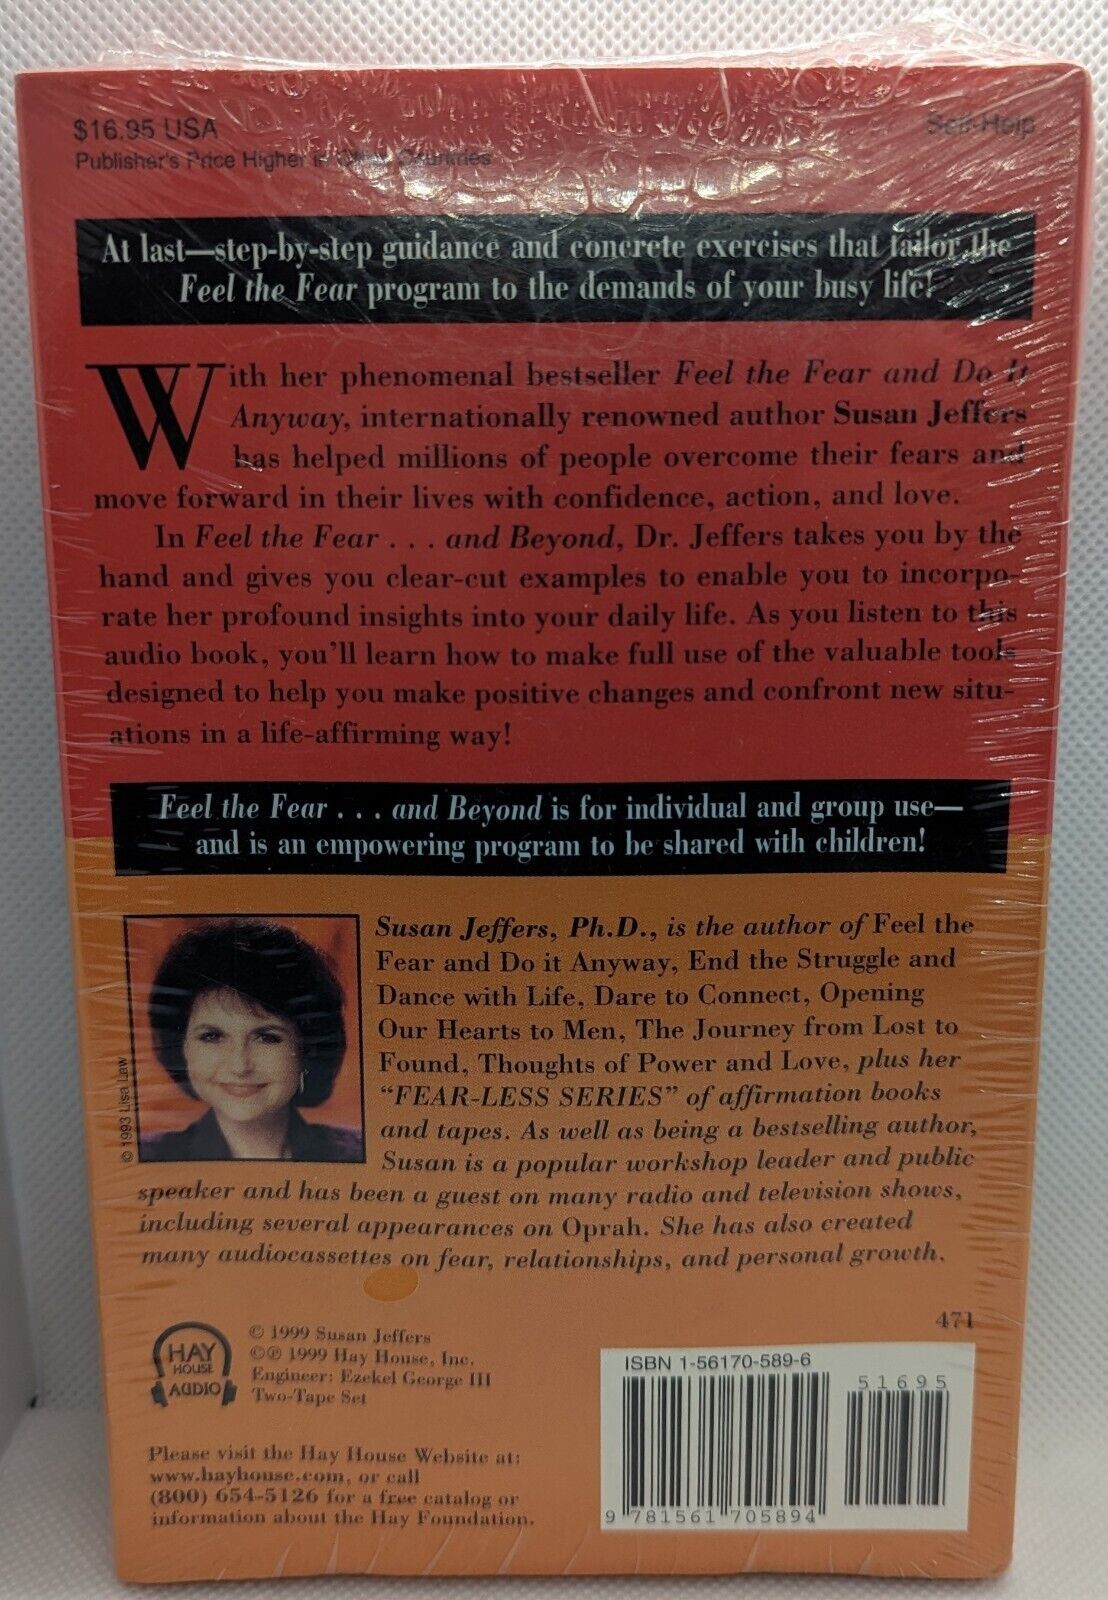 $16.95 USA
Publisher's Price Higher in Other Countries
Self-Help
At last—step-by-step guidance and concrete exercises that tailor the
Feel the Fear program to the demands of your busy life!
With her phenomenal bestseller Feel the Fear and Do It
Anyway, internationally renowned author Susan Jeffers
has helped millions of people overcome their fears and
move forward in their lives with confidence, action, and love.
In Feel the Fear . . . and Beyond, Dr. Jeffers takes you by the
hand and gives you clear-cut examples to enable you to incorpo-
rate her profound insights into your daily life. As you listen to this
audio book, you'll learn how to make full use of the valuable tools
designed to help you make positive changes and confront new situ-
ations in a life-affirming way!
Feel the Fear . . . and Beyond is for individual and group use—
and is an empowering program to be shared with children!
© 1993 Lisa Law
Susan Jeffers, Ph.D., is the author of Feel the
Fear and Do it Anyway, End the Struggle and
Dance with Life, Dare to Connect, Opening
Our Hearts to Men, The Journey from Lost to
Found, Thoughts of Power and Love, plus her
“FEAR-LESS SERIES” of affirmation books
and tapes. As well as being a bestselling author,
Susan is a popular workshop leader and public
speaker and has been a guest on many radio and television shows,
including several appearances on Oprah. She has also created
many audiocassettes on fear, relationships, and personal growth.
471
HAY
HOUSE
AUDIO
© 1999 Susan Jeffers
©℗ 1999 Hay House, Inc.
Engineer: Ezekel George III
Two-Tape Set
Please visit the Hay House Website at:
www.hayhouse.com, or call
(800) 654-5126 for a free catalog or
information about the Hay Foundation.
ISBN 1-56170-589-6
51695
9 781561 705894